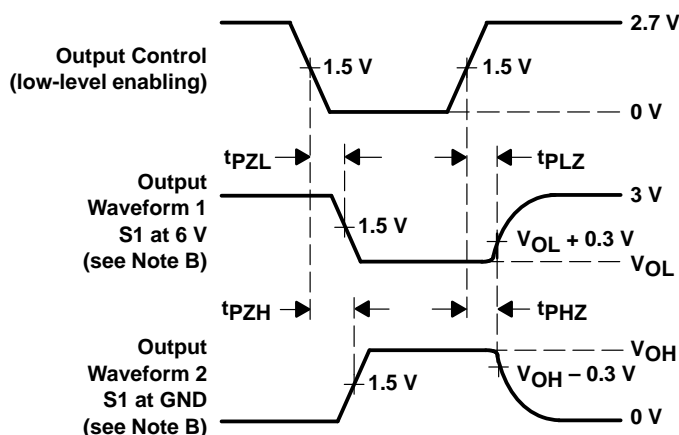 2.7 V
Output Control
(low-level enabling)
1.5 V
1.5 V
0 V
tPZL
tPLZ
Output
Waveform 1
S1 at 6 V
(see Note B)
3 V
1.5 V
VOL + 0.3 V
VOL
tPZH
tPHZ
Output
Waveform 2
S1 at GND
(see Note B)
VOH
1.5 V
VOH – 0.3 V
0 V